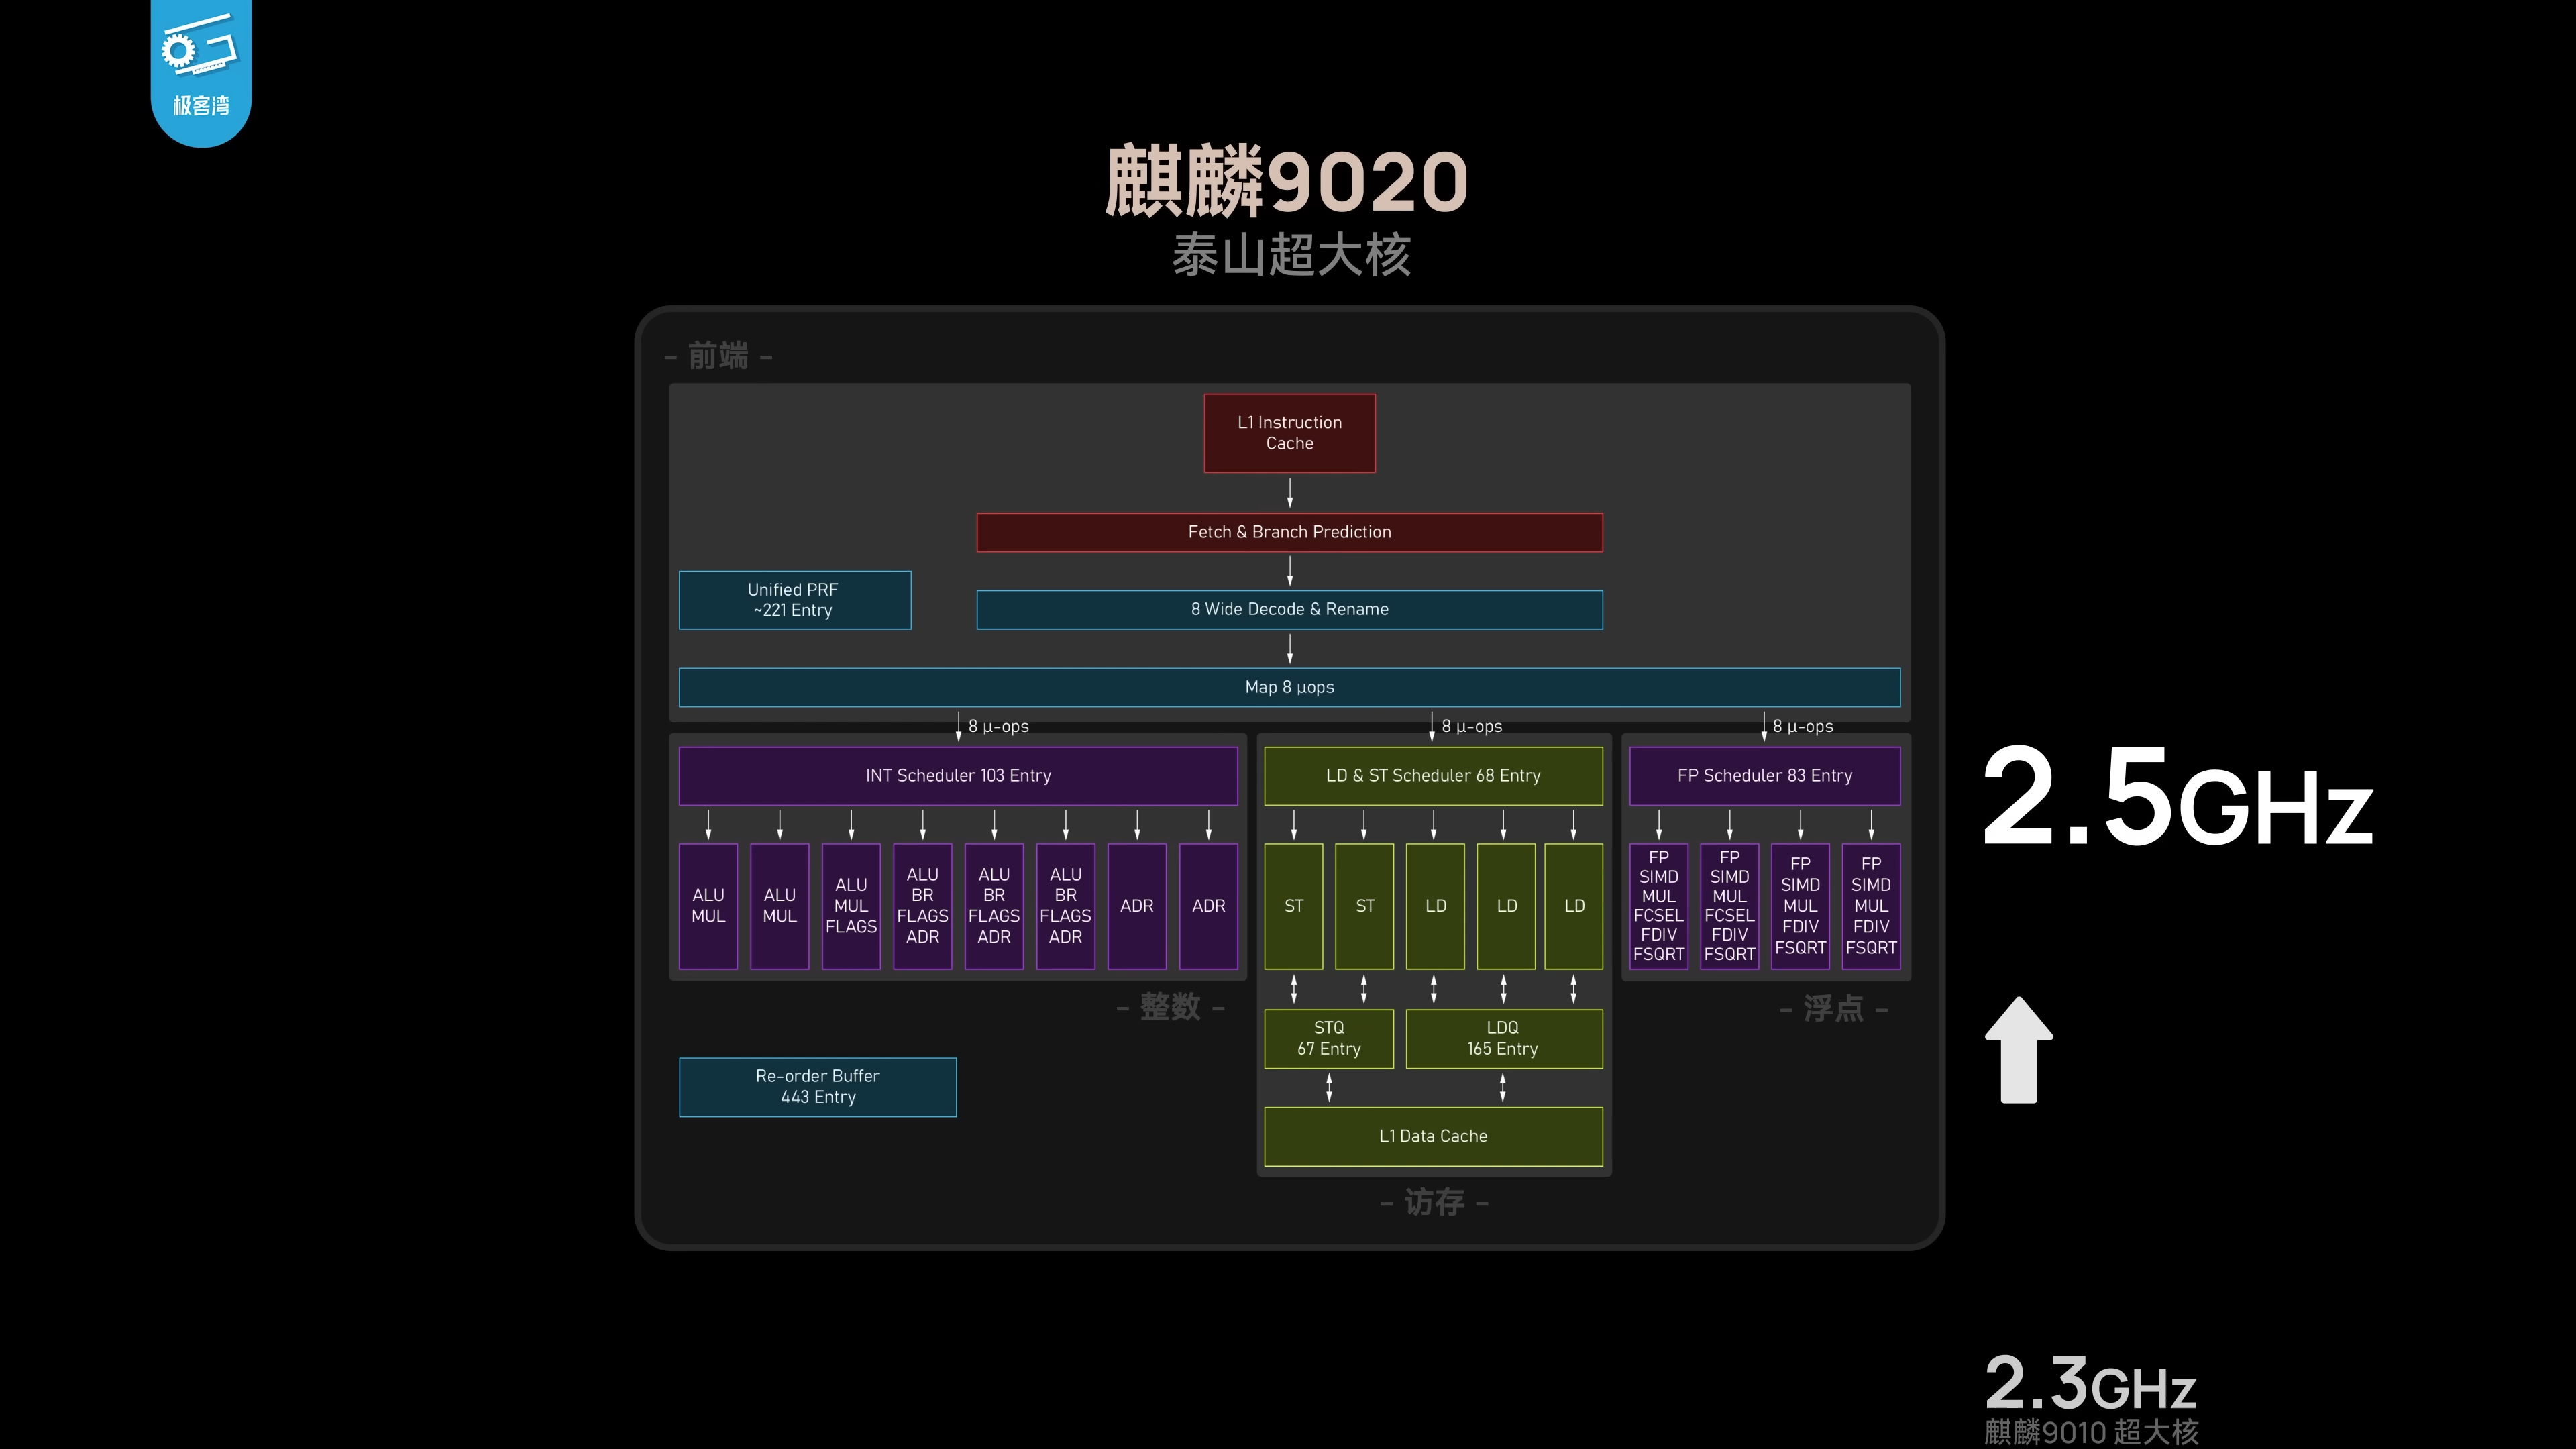 极客湾
麒麟9020
泰山超大核
- 前端 -
L1 Instruction
Cache
Fetch & Branch Prediction
Unified PRF
~221 Entry
8 Wide Decode & Rename
Map 8 μops
8 μ-ops
8 μ-ops
8 μ-ops
INT Scheduler 103 Entry
LD & ST Scheduler 68 Entry
FP Scheduler 83 Entry
ALU
MUL
ALU
MUL
ALU
MUL
FLAGS
ALU
BR
FLAGS
ADR
ALU
BR
FLAGS
ADR
ALU
BR
FLAGS
ADR
ADR
ADR
ST
ST
LD
LD
LD
FP
SIMD
MUL
FCSEL
FDIV
FSQRT
FP
SIMD
MUL
FCSEL
FDIV
FSQRT
FP
SIMD
MUL
FDIV
FSQRT
FP
SIMD
MUL
FDIV
FSQRT
2.5GHz
- 整数 -
STQ
67 Entry
LDQ
165 Entry
- 浮点 -
Re-order Buffer
443 Entry
L1 Data Cache
- 访存 -
2.3GHz
麒麟9010 超大核